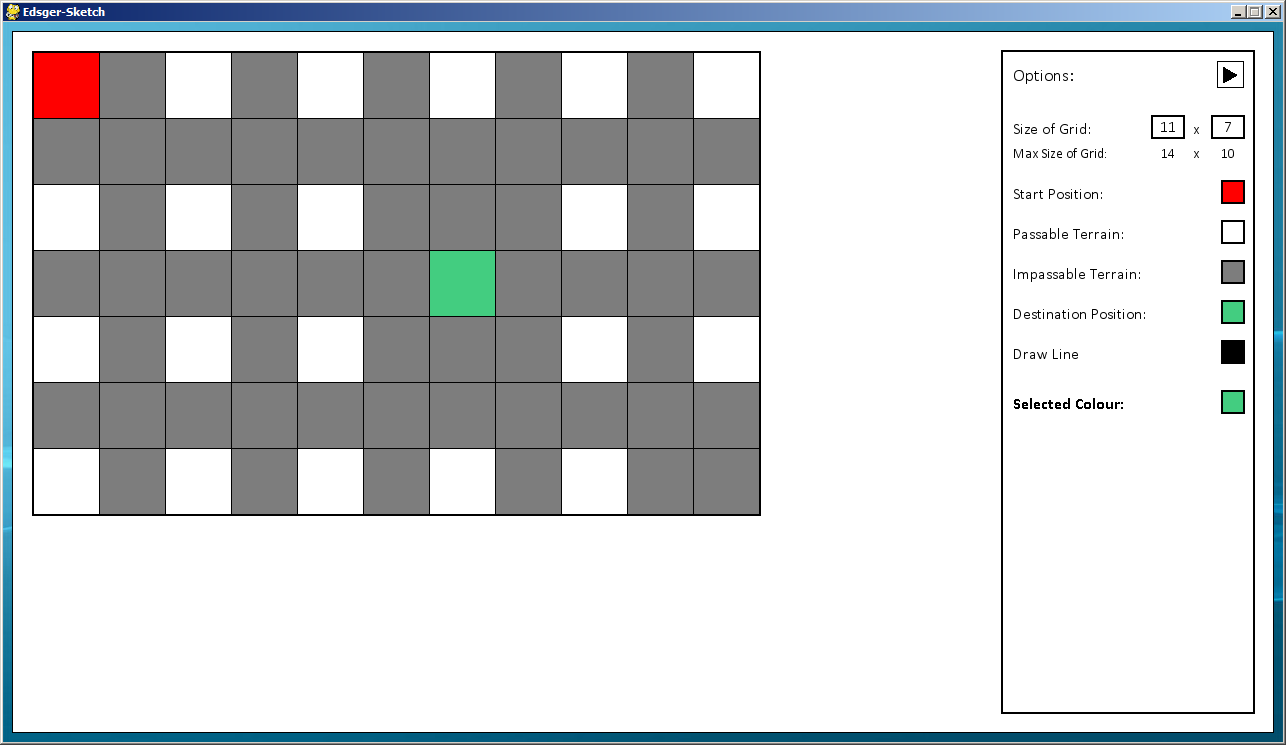 Edsger-Sketch
Options:
Size of Grid: 11 x 7
Max Size of Grid: 14 x 10
Start Position:
Passable Terrain:
Impassable Terrain:
Destination Position:
Draw Line
Selected Colour: